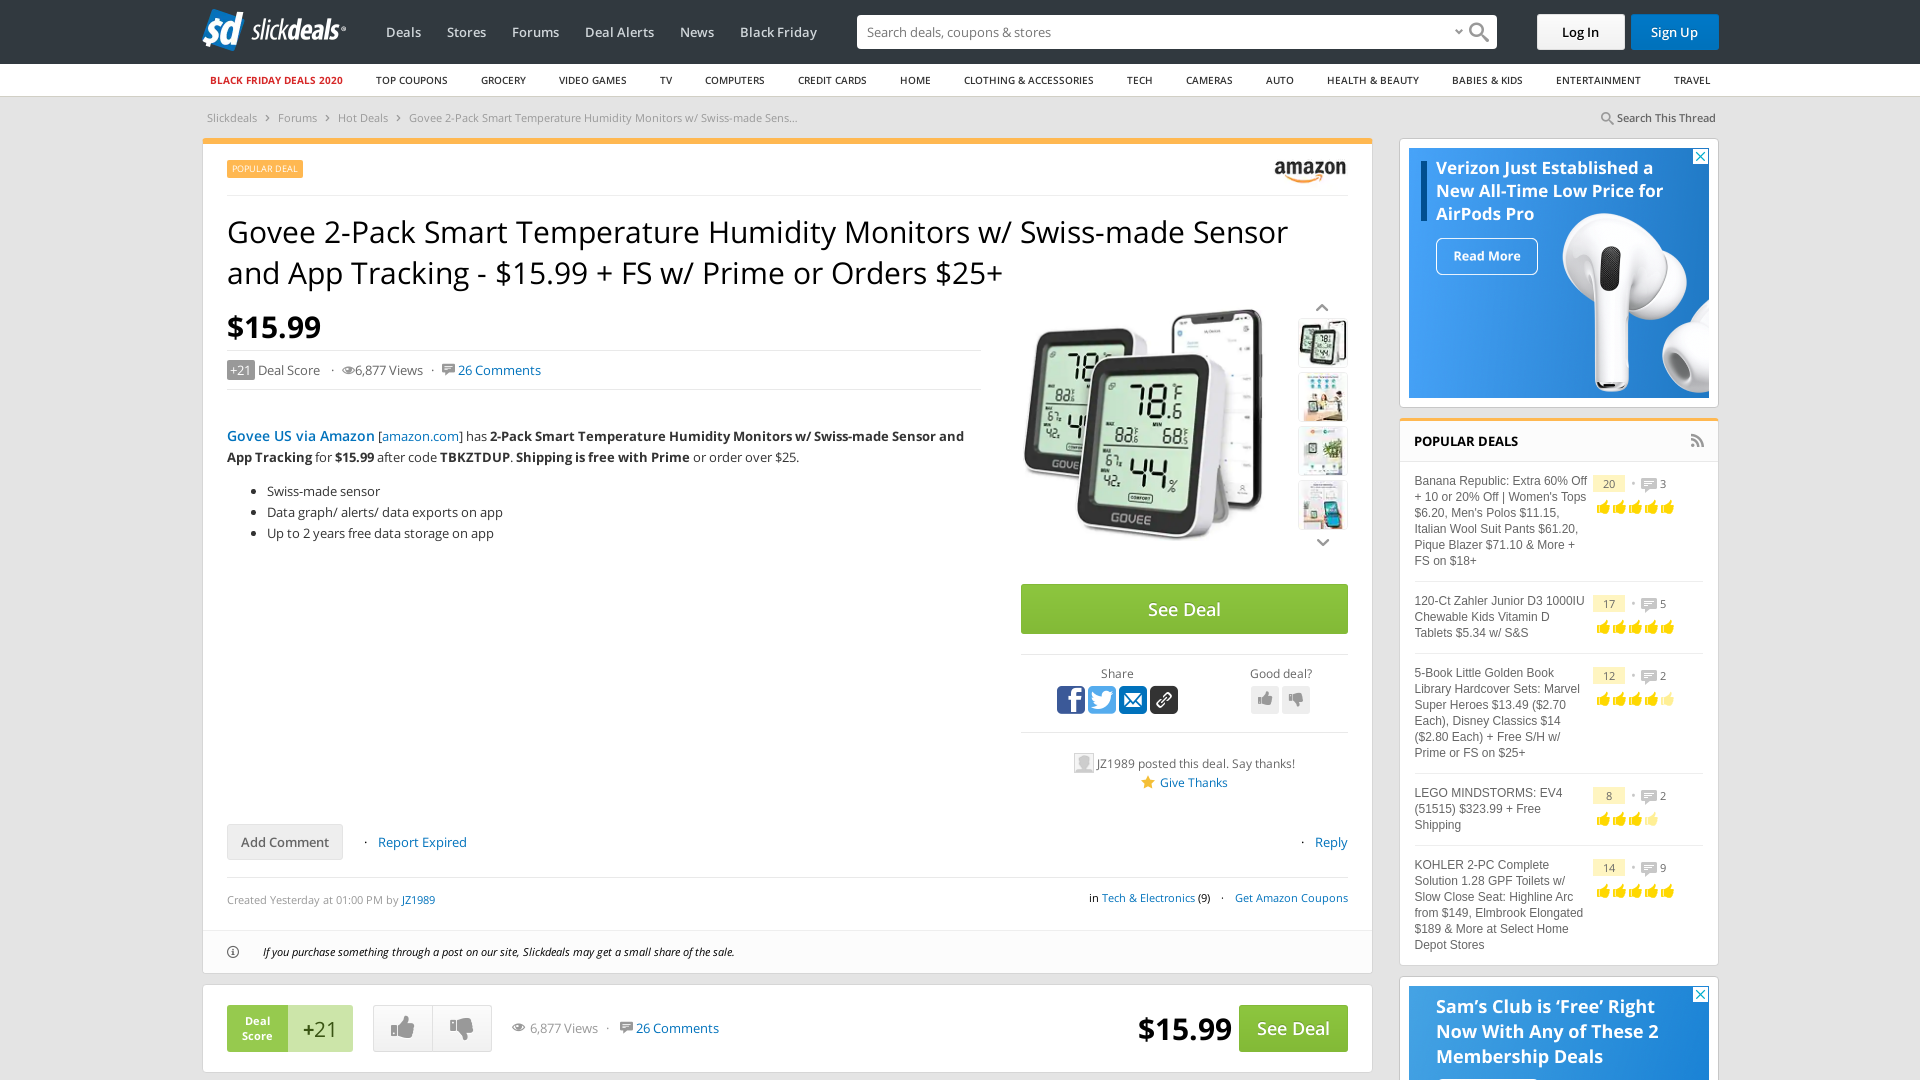 sd slickdeals
Deals Stores Forums Deal Alerts News Black Friday
Search deals, coupons & stores
Log In
Sign Up
BLACK FRIDAY DEALS 2020 TOP COUPONS GROCERY VIDEO GAMES TV COMPUTERS CREDIT CARDS HOME CLOTHING & ACCESSORIES TECH CAMERAS AUTO HEALTH & BEAUTY BABIES & KIDS ENTERTAINMENT TRAVEL
Slickdeals › Forums › Hot Deals › Govee 2-Pack Smart Temperature Humidity Monitors w/ Swiss-made Sens...
Search This Thread
POPULAR DEAL
amazon
Govee 2-Pack Smart Temperature Humidity Monitors w/ Swiss-made Sensor
and App Tracking - $15.99 + FS w/ Prime or Orders $25+
$15.99
+21 Deal Score · 6,877 Views · 26 Comments
Govee US via Amazon [amazon.com] has 2-Pack Smart Temperature Humidity Monitors w/ Swiss-made Sensor and
App Tracking for $15.99 after code TBKZTDUP. Shipping is free with Prime or order over $25.
• Swiss-made sensor
• Data graph/ alerts/ data exports on app
• Up to 2 years free data storage on app
78.6
83.8
68.5
67.2
42.2
44%
COMFORT
GOVEE
See Deal
Share
Good deal?
JZ1989 posted this deal. Say thanks!
Give Thanks
Add Comment · Report Expired
· Reply
Created Yesterday at 01:00 PM by JZ1989
in Tech & Electronics (9) · Get Amazon Coupons
If you purchase something through a post on our site, Slickdeals may get a small share of the sale.
Deal
Score
+21
6,877 Views · 26 Comments
$15.99
See Deal
Verizon Just Established a
New All-Time Low Price for
AirPods Pro
Read More
POPULAR DEALS
Banana Republic: Extra 60% Off
+ 10 or 20% Off | Women's Tops
$6.20, Men's Polos $11.15,
Italian Wool Suit Pants $61.20,
Pique Blazer $71.10 & More +
FS on $18+
20 • 3
120-Ct Zahler Junior D3 1000IU
Chewable Kids Vitamin D
Tablets $5.34 w/ S&S
17 • 5
5-Book Little Golden Book
Library Hardcover Sets: Marvel
Super Heroes $13.49 ($2.70
Each), Disney Classics $14
($2.80 Each) + Free S/H w/
Prime or FS on $25+
12 • 2
LEGO MINDSTORMS: EV4
(51515) $323.99 + Free
Shipping
8 • 2
KOHLER 2-PC Complete
Solution 1.28 GPF Toilets w/
Slow Close Seat: Highline Arc
from $149, Elmbrook Elongated
$189 & More at Select Home
Depot Stores
14 • 9
Sam's Club is 'Free' Right
Now With Any of These 2
Membership Deals